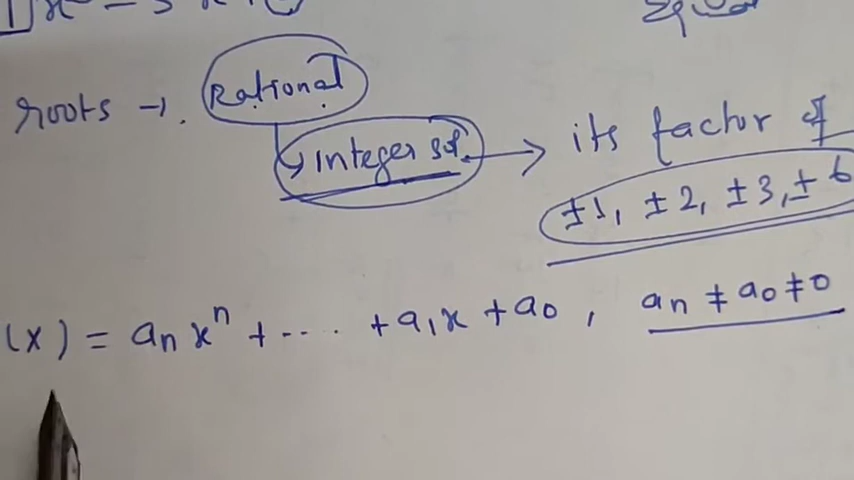 roots → Rational
Integer sol → its factor of
±1, ±2, ±3, ±6
(x) = aₙxⁿ + ---- + a₁x + a₀ , aₙ ≠ a₀ ≠ 0